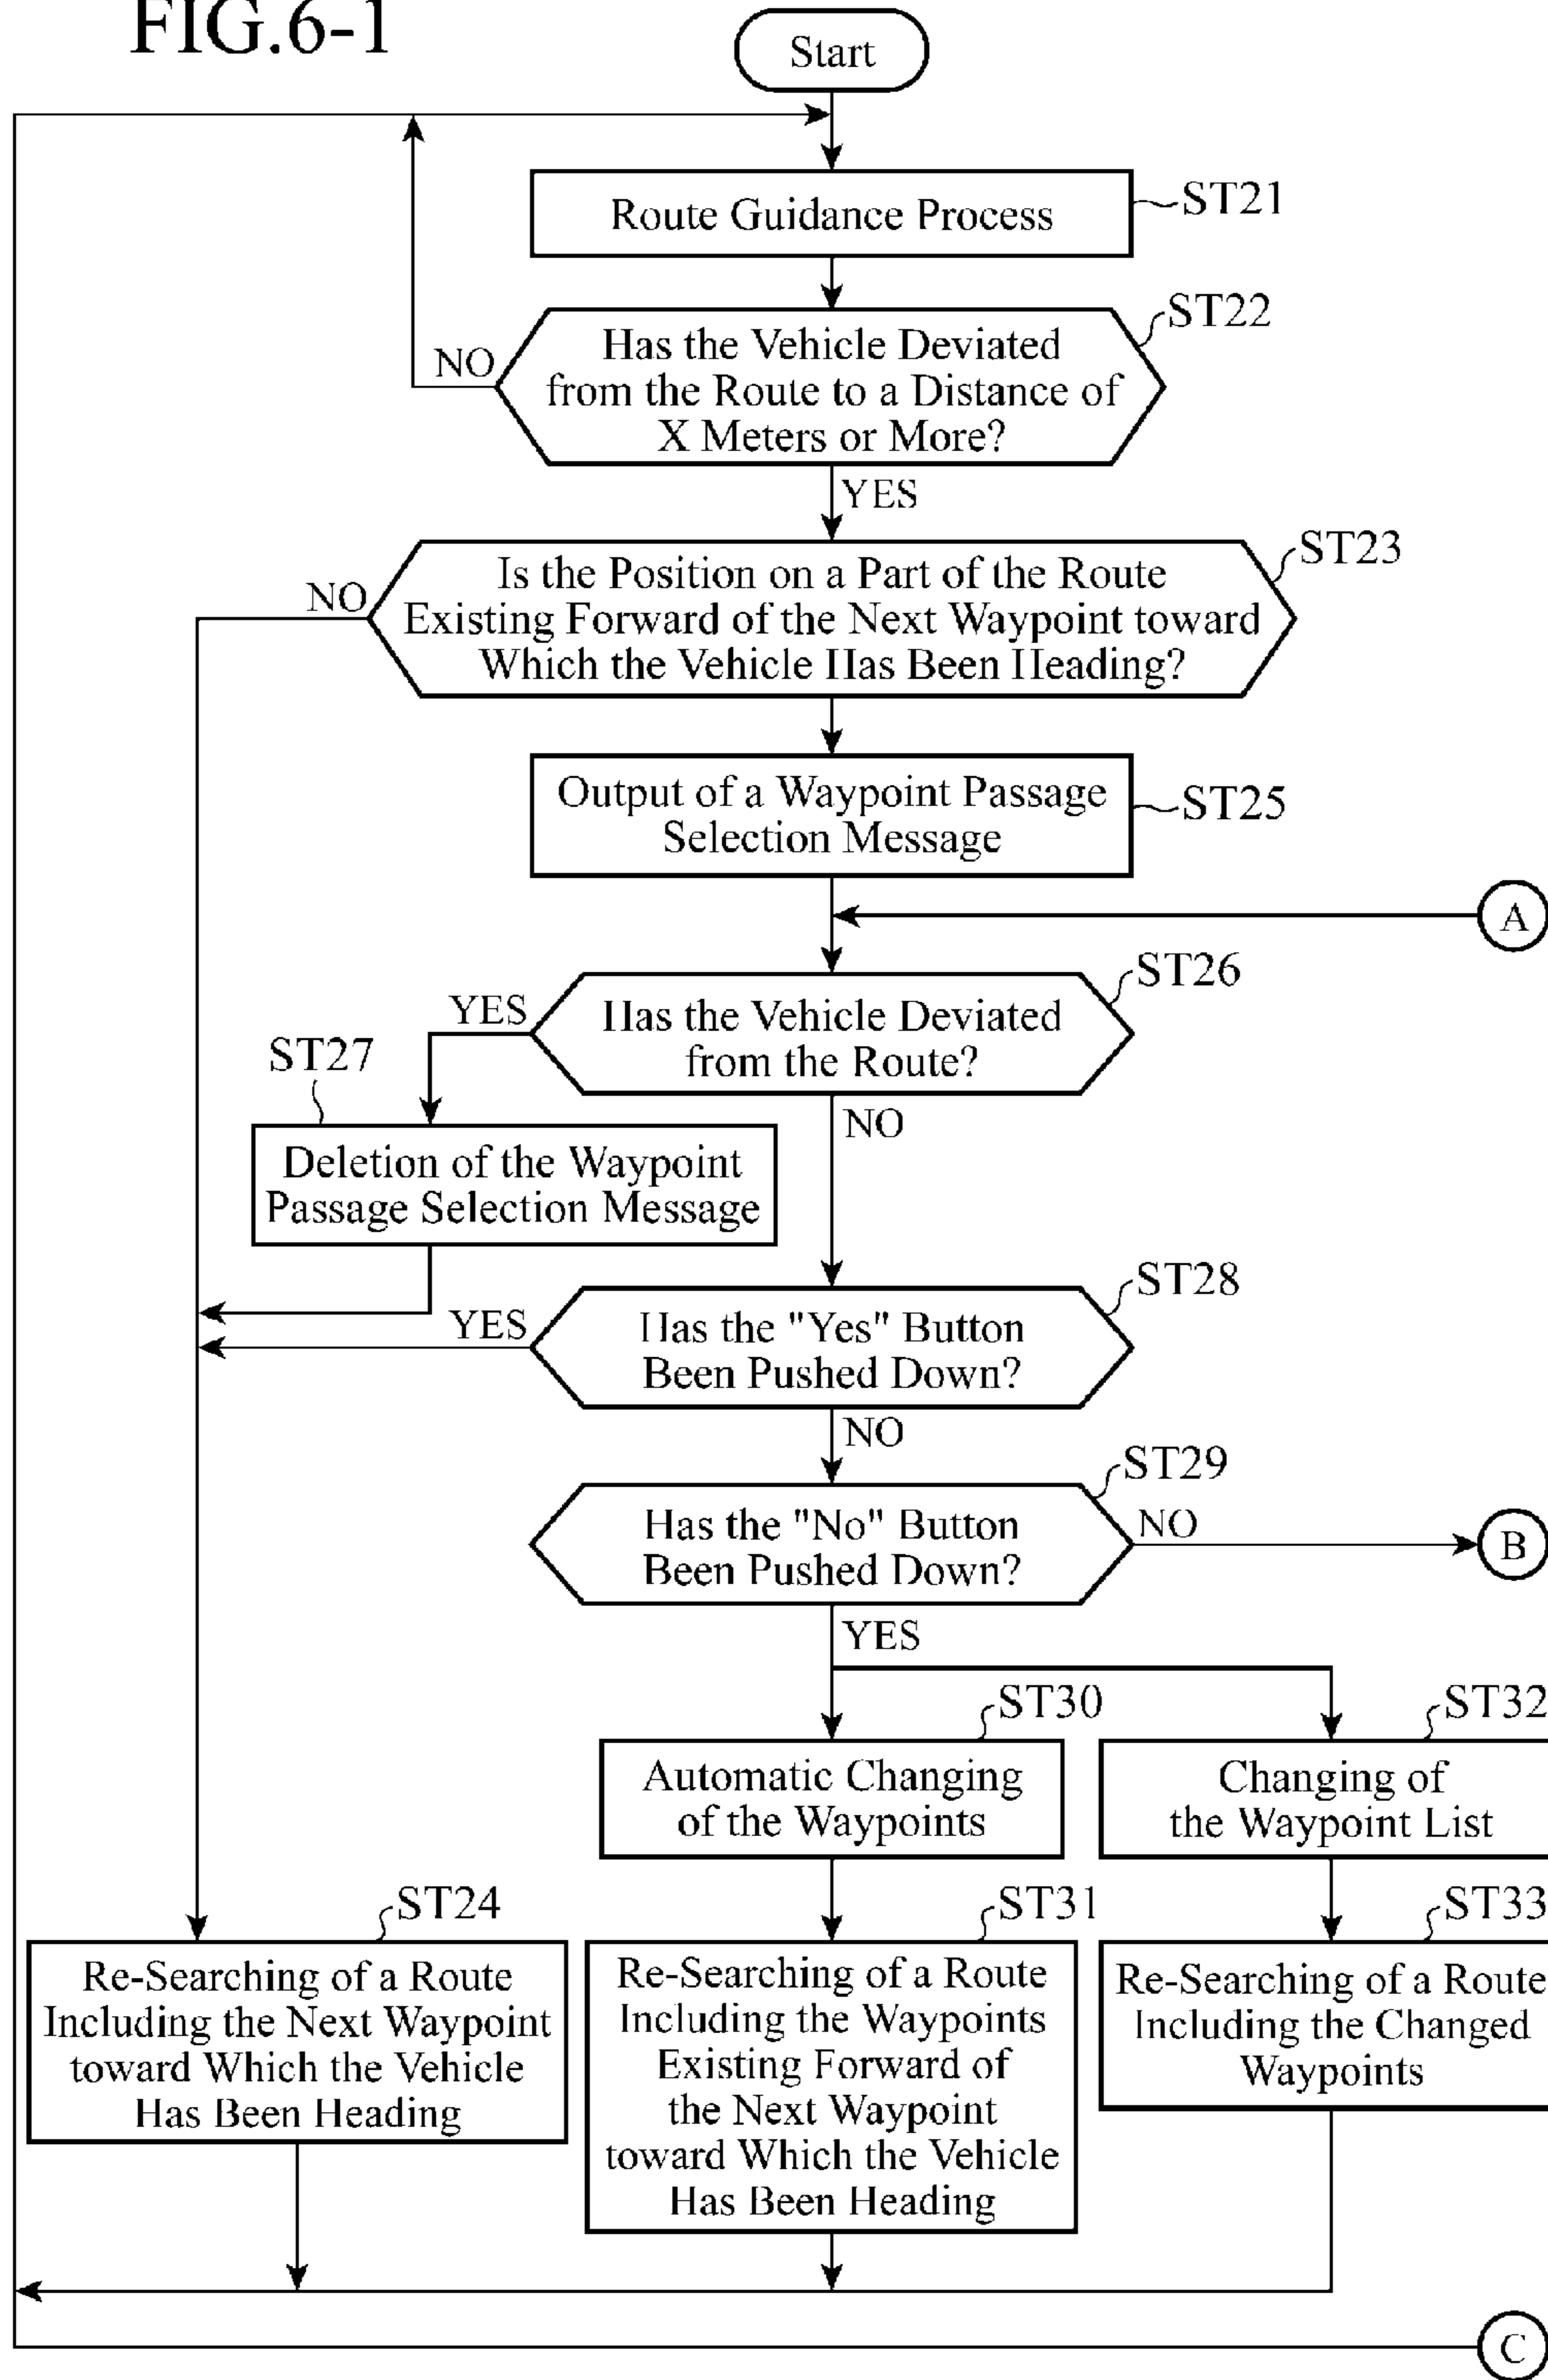 FIG.6-1
Start
Route Guidance Process
ST21
ST22
Has the Vehicle Deviated
from the Route to a Distance of
X Meters or More?
NO
YES
ST23
Is the Position on a Part of the Route
Existing Forward of the Next Waypoint toward
Which the Vehicle Has Been Heading?
NO
Output of a Waypoint Passage
Selection Message
ST25
A
ST26
Has the Vehicle Deviated
from the Route?
YES
NO
ST27
Deletion of the Waypoint
Passage Selection Message
ST28
Has the "Yes" Button
Been Pushed Down?
YES
NO
ST29
Has the "No" Button
Been Pushed Down?
NO
B
YES
ST30
Automatic Changing
of the Waypoints
ST32
Changing of
the Waypoint List
ST24
Re-Searching of a Route
Including the Next Waypoint
toward Which the Vehicle
Has Been Heading
ST31
Re-Searching of a Route
Including the Waypoints
Existing Forward of
the Next Waypoint
toward Which the Vehicle
Has Been Heading
ST33
Re-Searching of a Route
Including the Changed
Waypoints
C